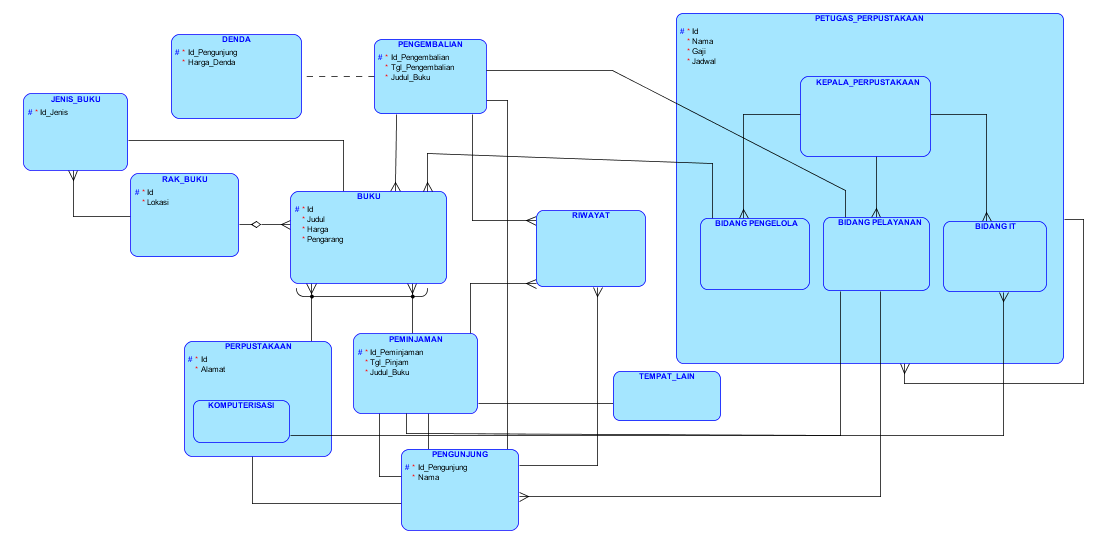 DENDA
# * Id_Pengunjung
* Harga_Denda
PENGEMBALIAN
# * Id_Pengembalian
* Tgl_Pengembalian
* Judul_Buku
PETUGAS_PERPUSTAKAAN
# * Id
* Nama
* Gaji
* Jadwal
KEPALA_PERPUSTAKAAN
JENIS_BUKU
# * Id_Jenis
RAK_BUKU
# * Id
* Lokasi
BUKU
# * Id
* Judul
* Harga
* Pengarang
RIWAYAT
BIDANG PENGELOLA
BIDANG PELAYANAN
BIDANG IT
PERPUSTAKAAN
# * Id
* Alamat
KOMPUTERISASI
PEMINJAMAN
# * Id_Peminjaman
* Tgl_Pinjam
* Judul_Buku
TEMPAT_LAIN
PENGUNJUNG
# * Id_Pengunjung
* Nama